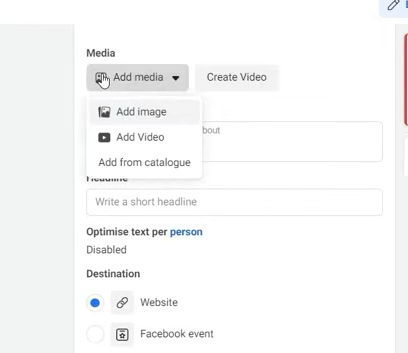 Media
Add media
Create Video
Add image
Add Video
Add from catalogue
bout
Headline
Write a short headline
Optimise text per person
Disabled
Destination
Website
Facebook event